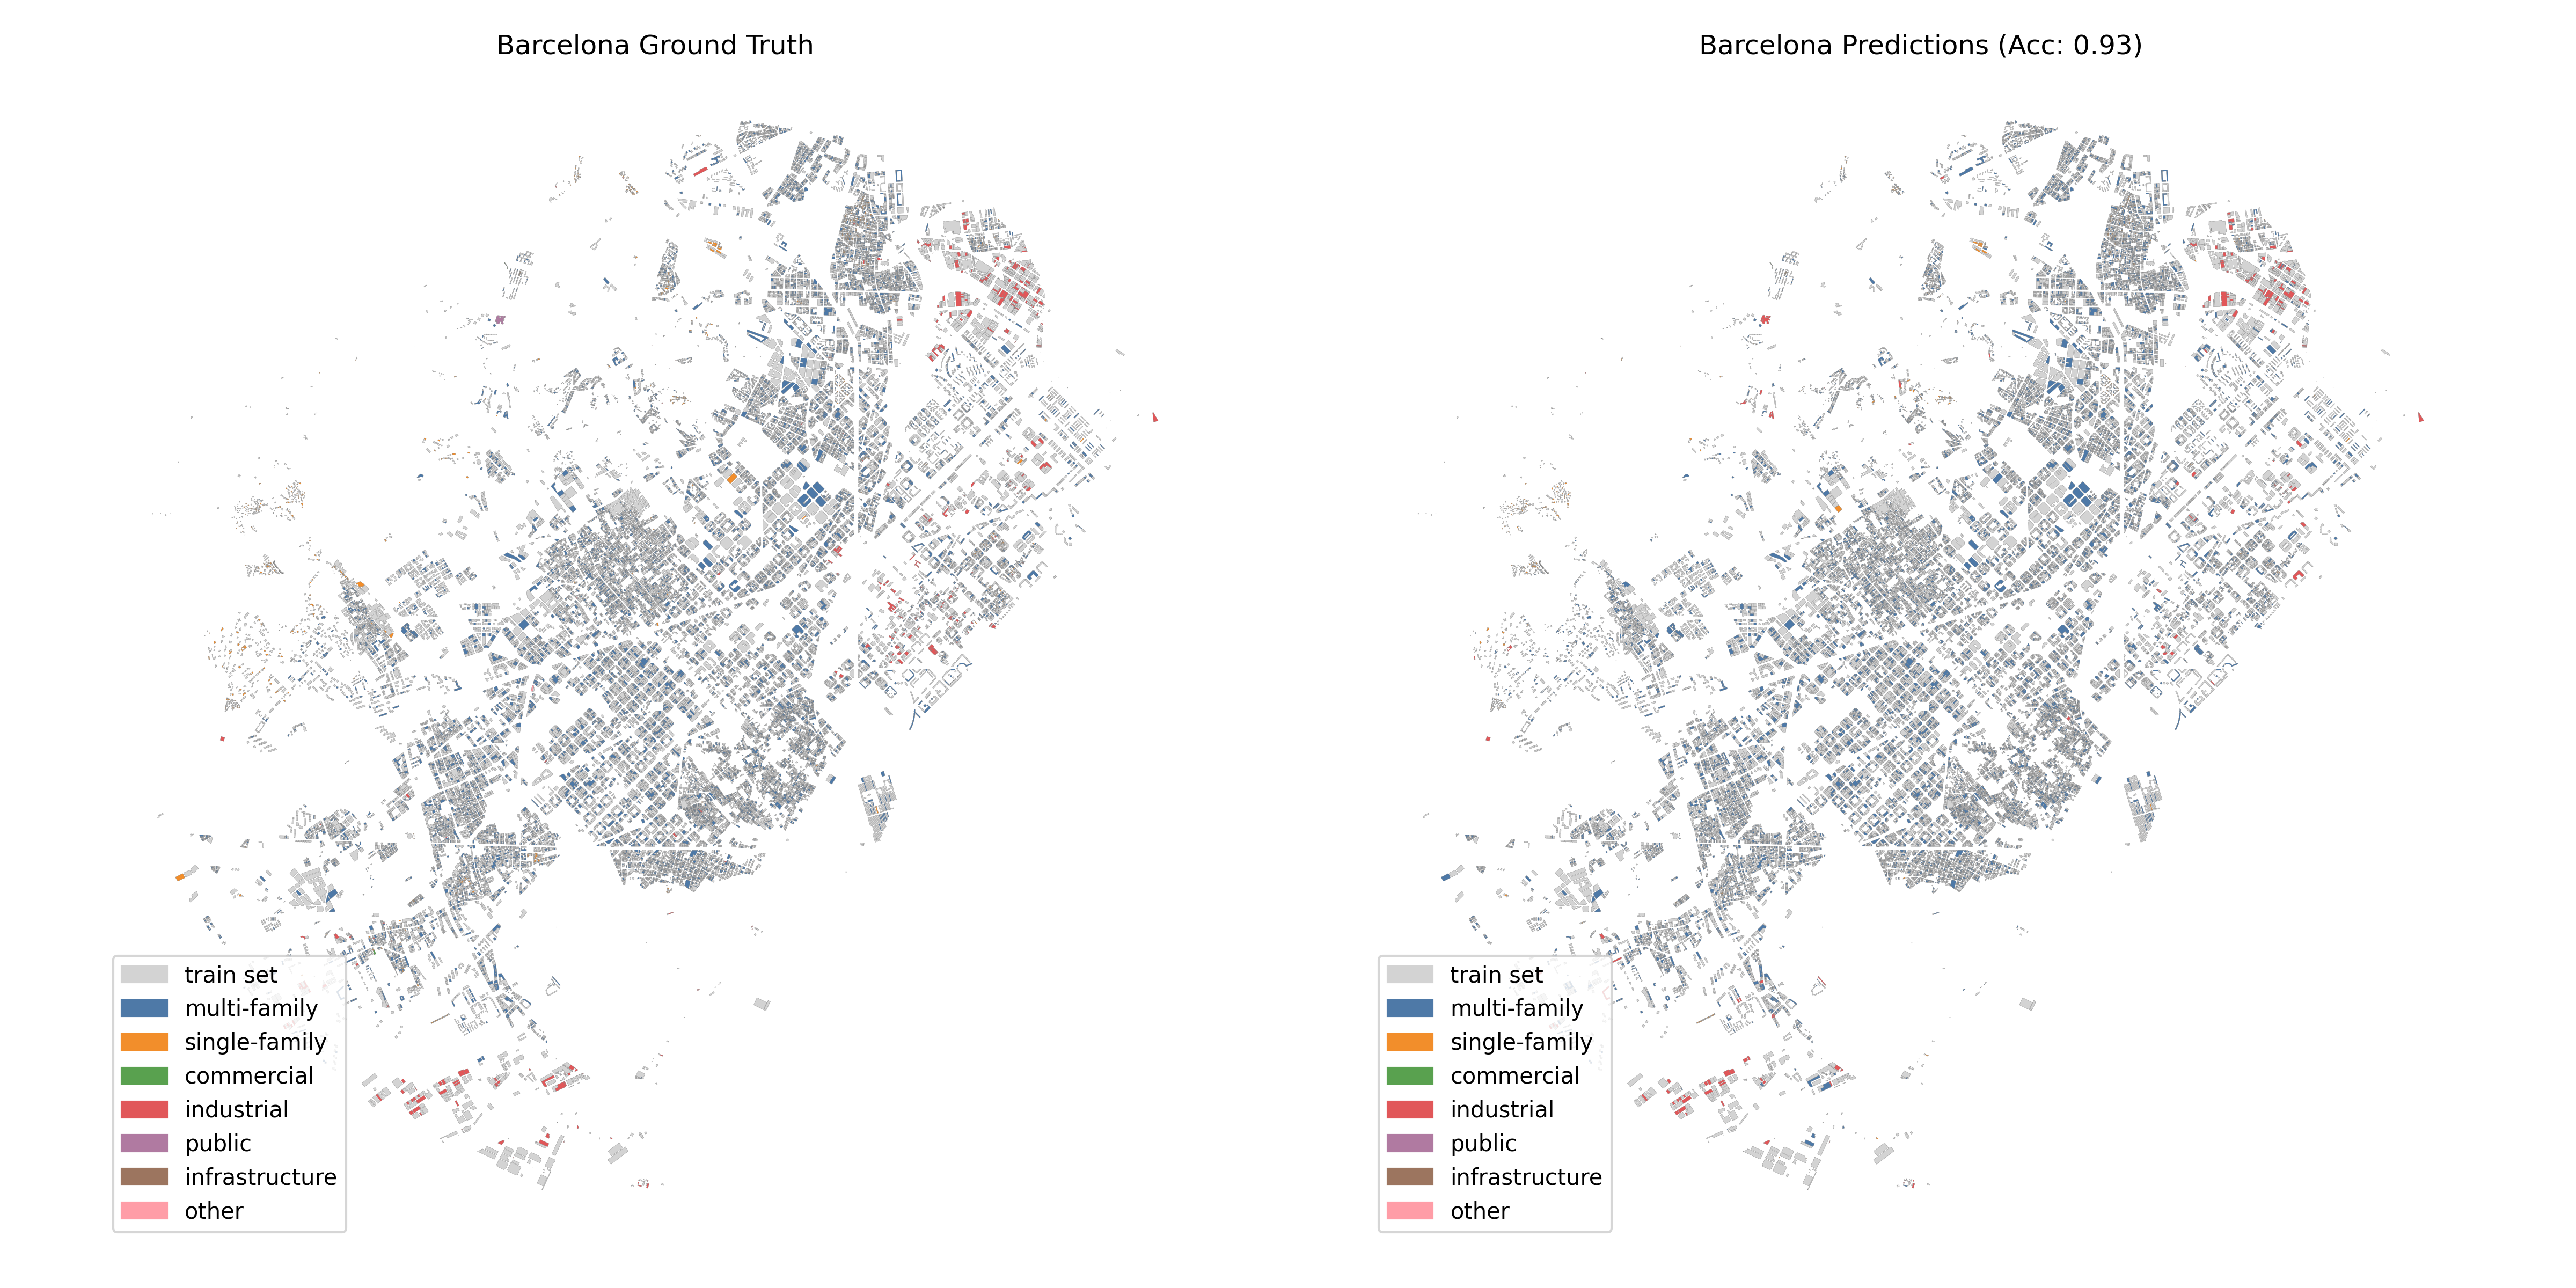 Barcelona Ground Truth
train set
multi-family
single-family
commercial
industrial
public
infrastructure
other
Barcelona Predictions (Acc: 0.93)
train set
multi-family
single-family
commercial
industrial
public
infrastructure
other